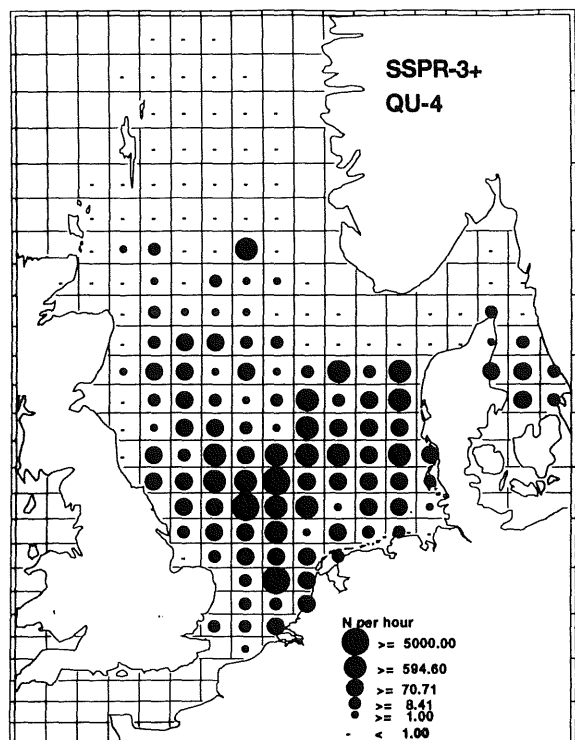 SSPR-3+
QU-4
N per hour
>= 5000.00
>= 594.60
>= 70.71
>= 8.41
>= 1.00
< 1.00